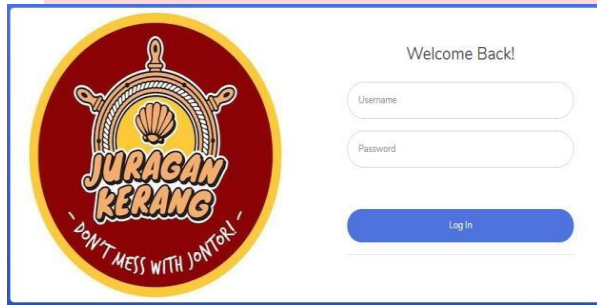 JURAGAN
KERANG
- DON'T MESS WITH JONTOR! -
Welcome Back!
Username
Password
Log In